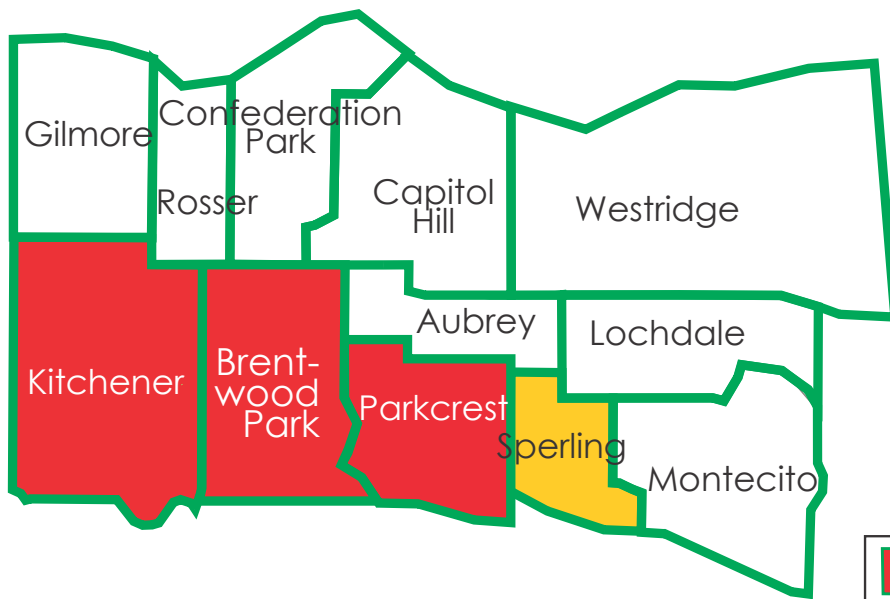 Confederation
Park
Gilmore
Rosser
Capitol
Hill
Westridge
Aubrey
Lochdale
Kitchener
Brent-
wood
Park
Parkcrest
Sperling
Montecito